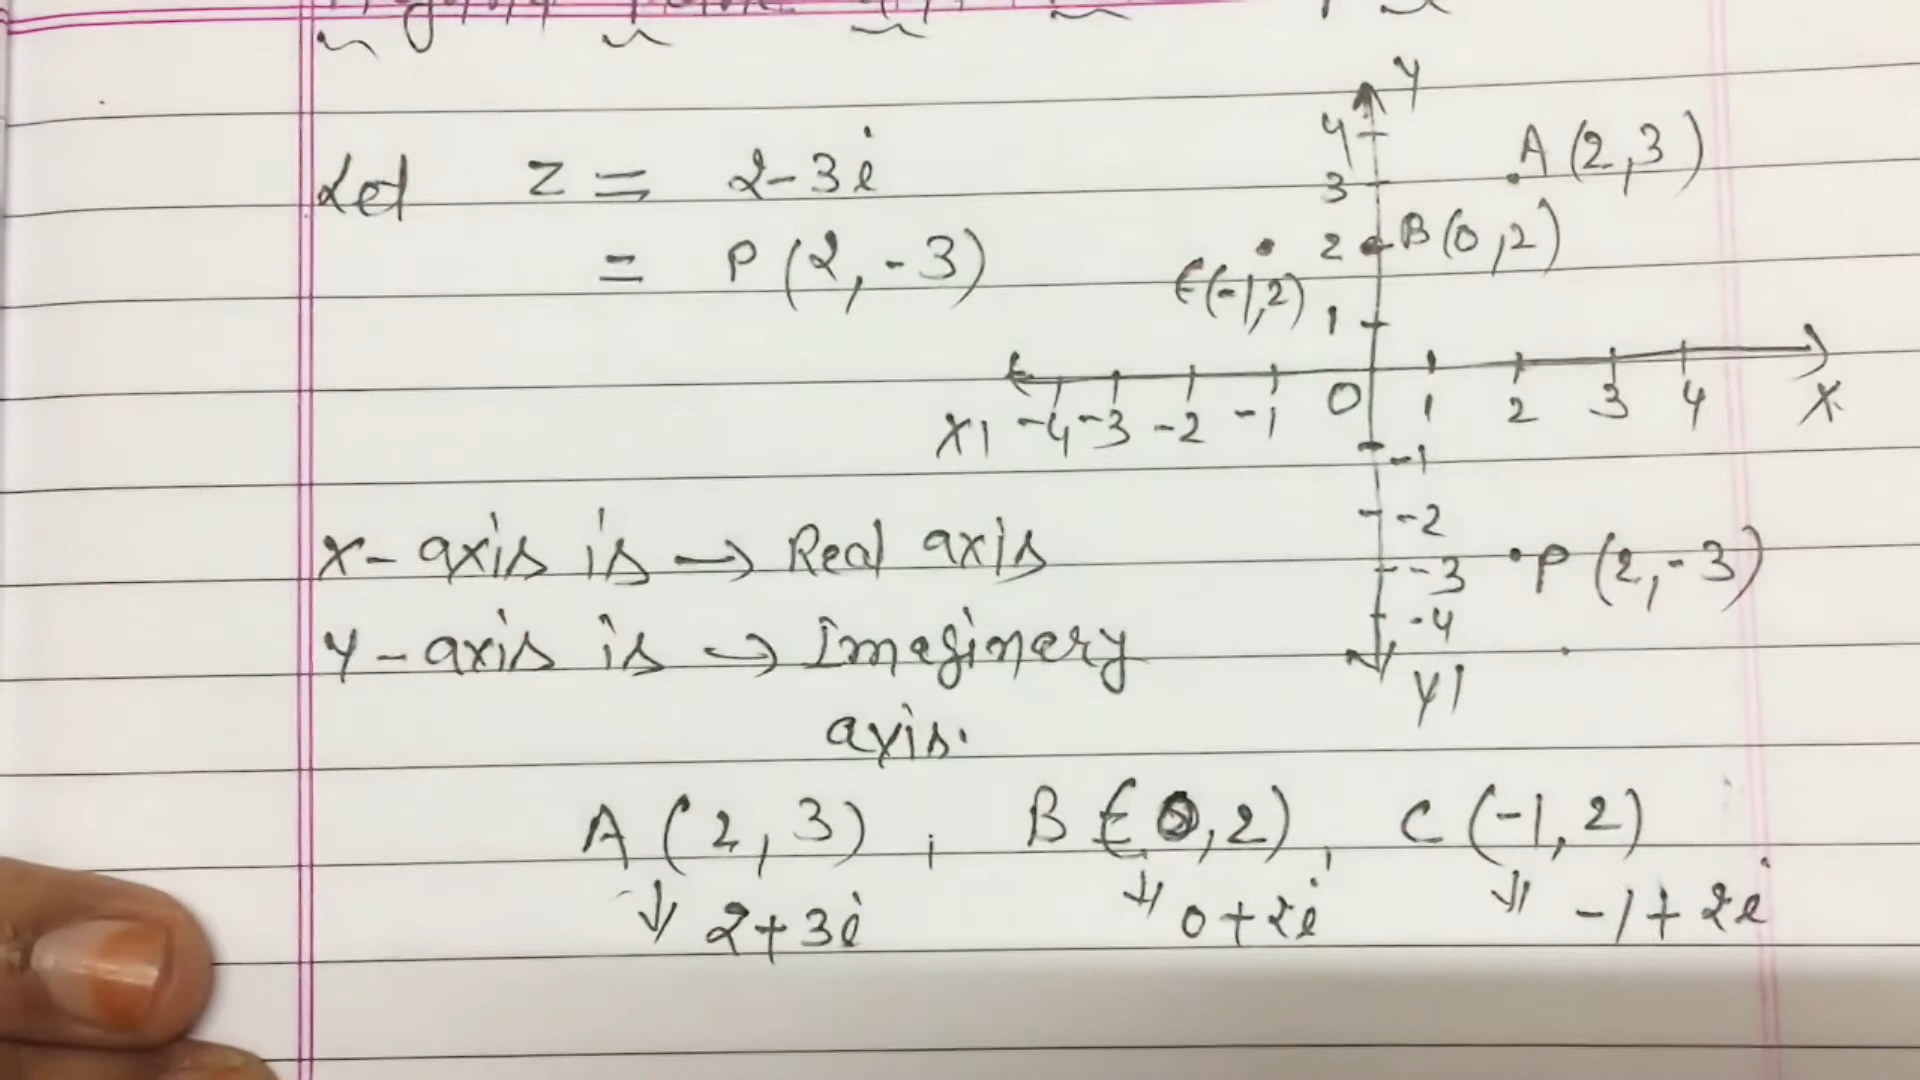 Let z = 2-3i
= P (2, -3)
x-axis is → Real axis
y-axis is → Imaginary
axis.
A (2, 3) , B (0, 2) , C (-1, 2)
↓ 2+3i ↓ 0+2i ↓ -1+2i
Y
4
A (2,3)
3
2 B (0,2)
(-1,2)
1
X1 -4 -3 -2 -1 0 1 2 3 4 X
-1
-2
-3 P (2,-3)
-4
Y1